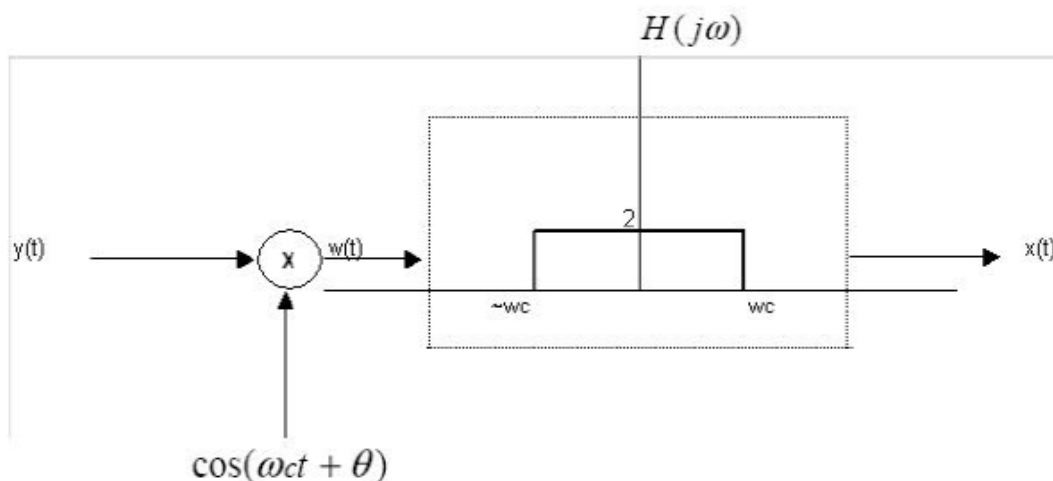 H(jω)
2
y(t)
x
w(t)
x(t)
~wc
wc
cos(ωct + θ)